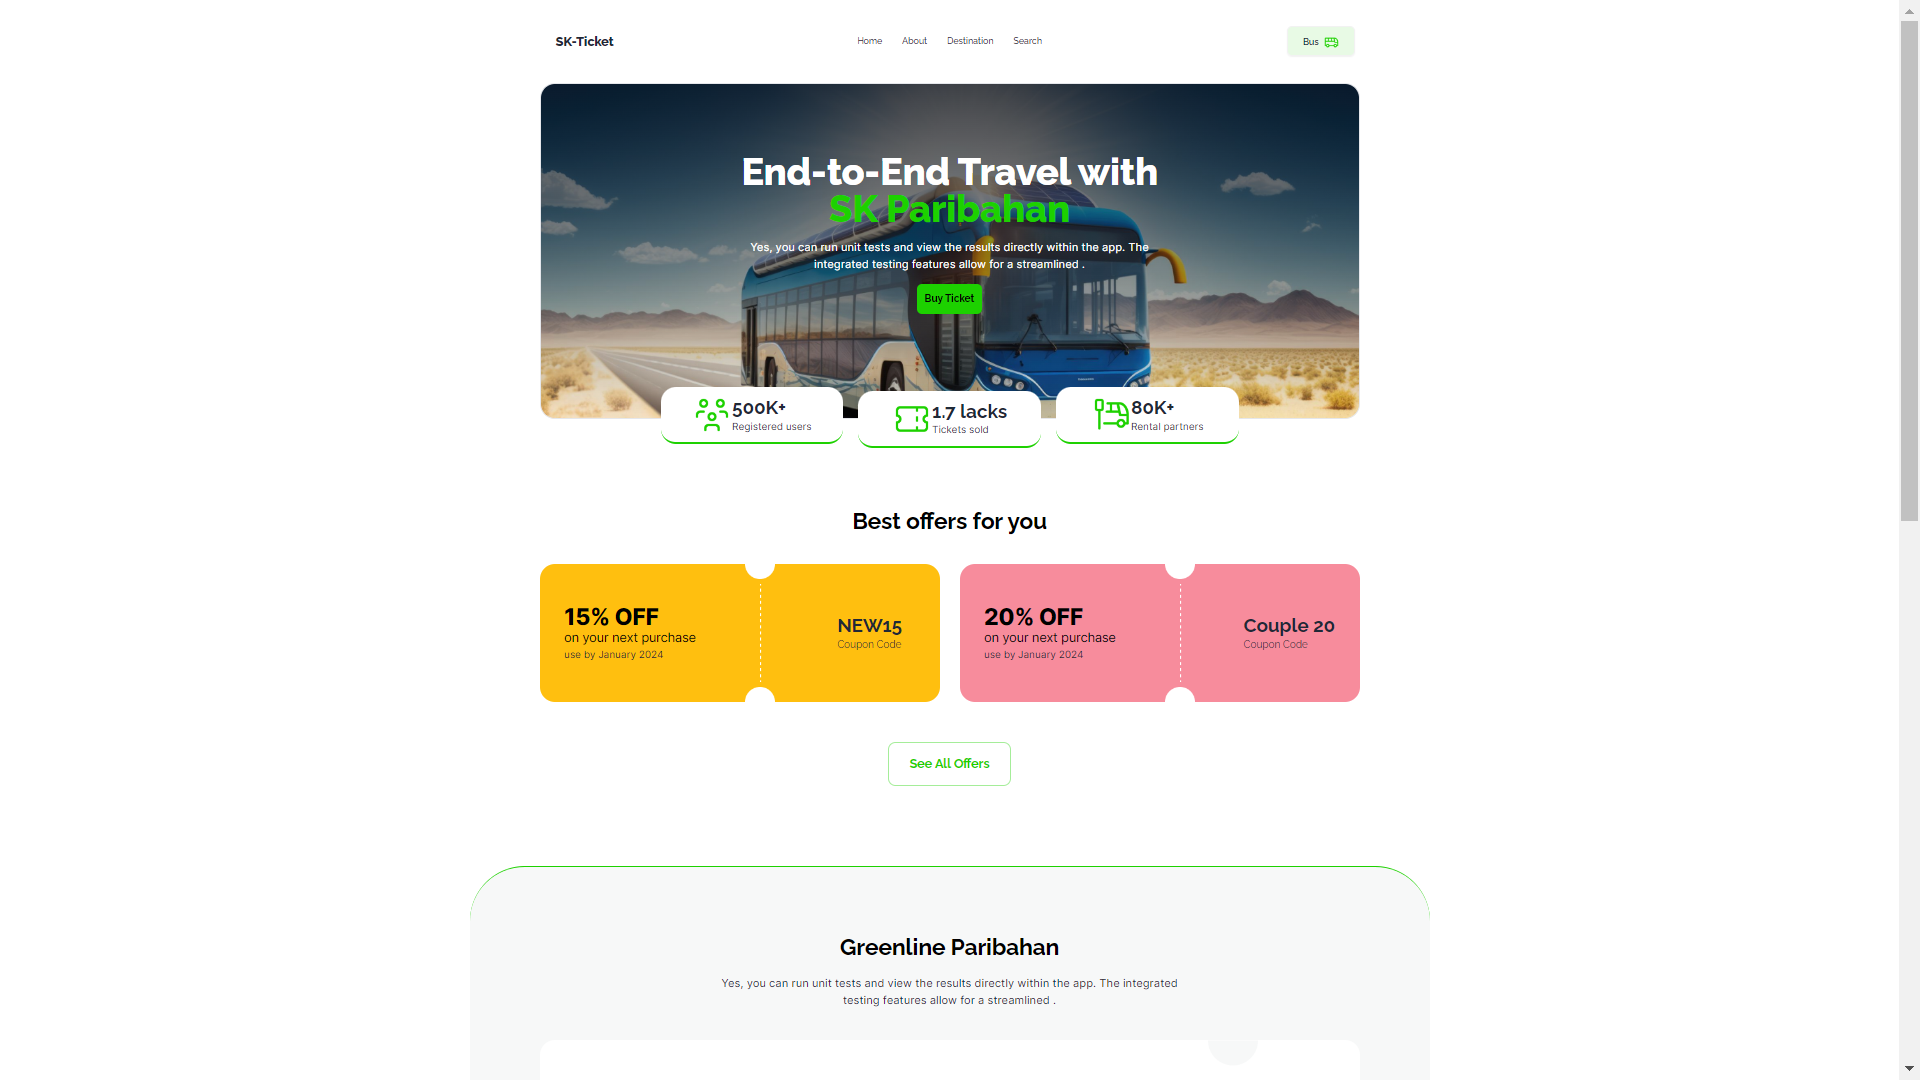 SK-Ticket
Home
About
Destination
Search
Bus
End-to-End Travel with
SK Paribahan
Yes, you can run unit tests and view the results directly within the app. The
integrated testing features allow for a streamlined .
Buy Ticket
500K+
Registered users
1.7 lacks
Tickets sold
80K+
Rental partners
Best offers for you
15% OFF
on your next purchase
use by January 2024
NEW15
Coupon Code
20% OFF
on your next purchase
use by January 2024
Couple 20
Coupon Code
See All Offers
Greenline Paribahan
Yes, you can run unit tests and view the results directly within the app. The integrated
testing features allow for a streamlined .